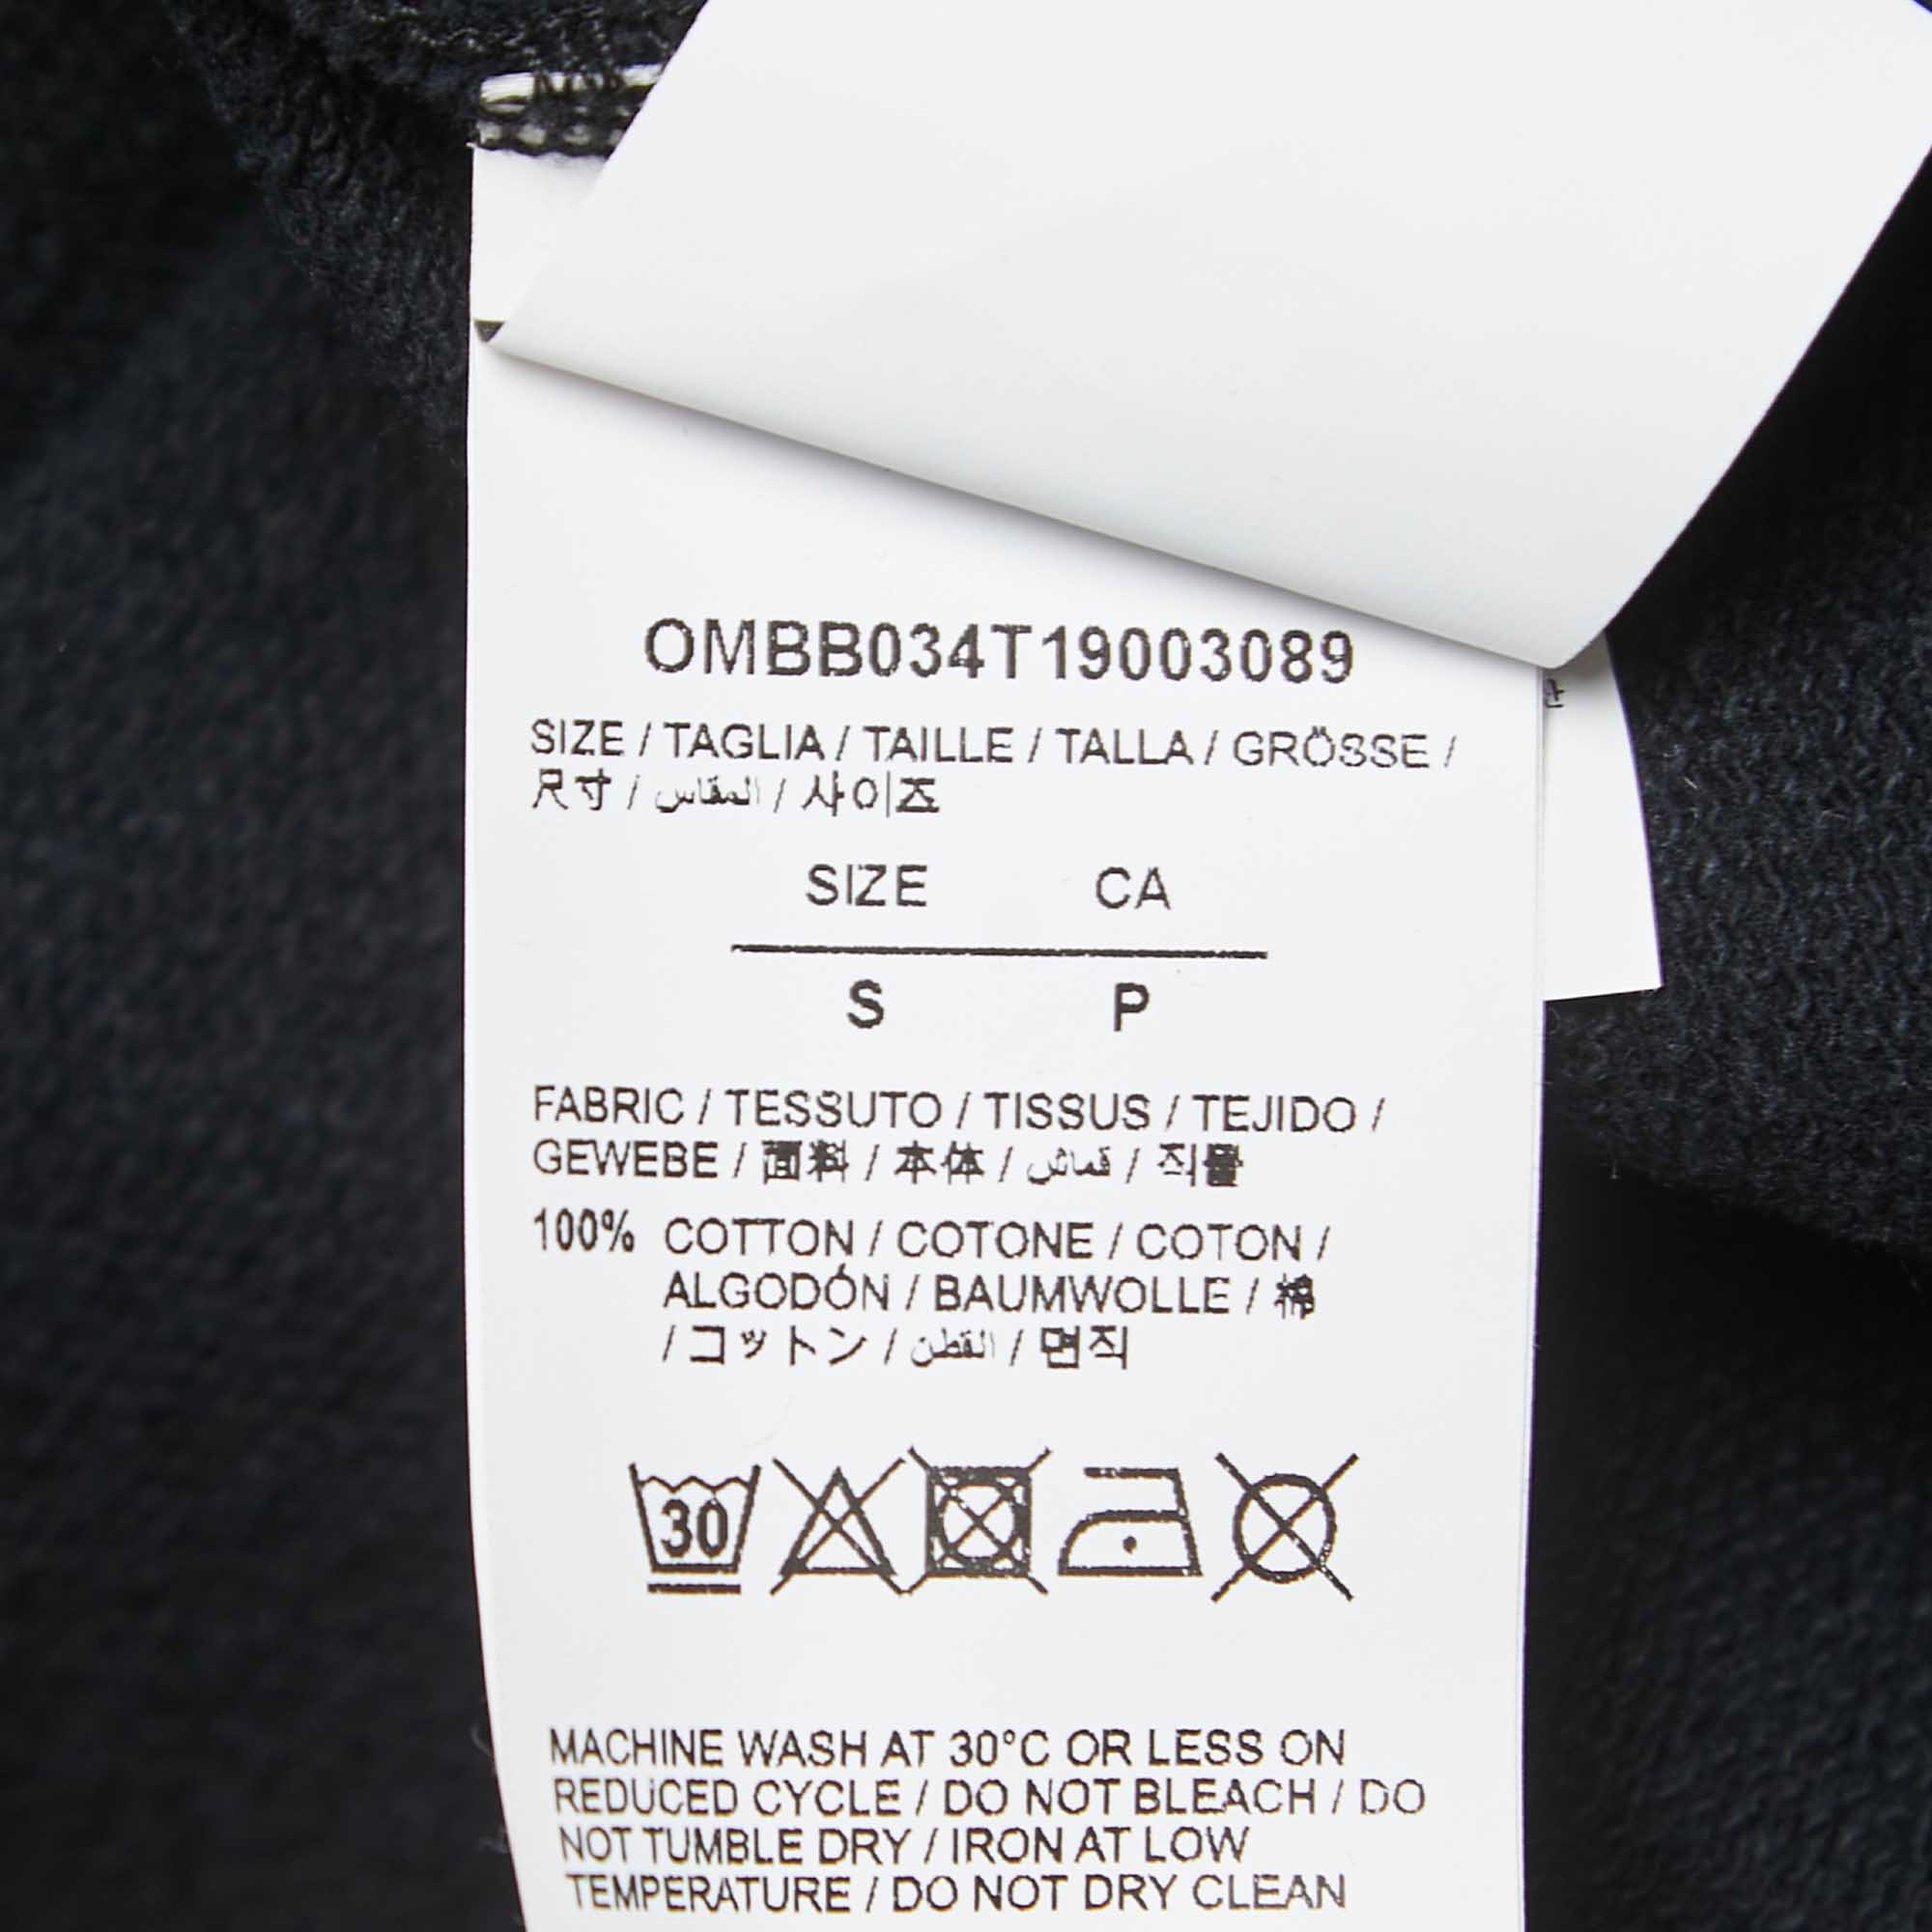 OMBB034T19003089
SIZE / TAGLIA / TAILLE / TALLA / GRÖSSE /
尺寸 / المقاس / 사이즈
SIZE CA
S P
FABRIC / TESSUTO / TISSUS / TEJIDO /
GEWEBE / 面料 / 本体 / قماش / 직물
100% COTTON / COTONE / COTON /
ALGODÓN / BAUMWOLLE / 棉
/ コットン / القطن / 면직
30
MACHINE WASH AT 30°C OR LESS ON
REDUCED CYCLE / DO NOT BLEACH / DO
NOT TUMBLE DRY / IRON AT LOW
TEMPERATURE / DO NOT DRY CLEAN